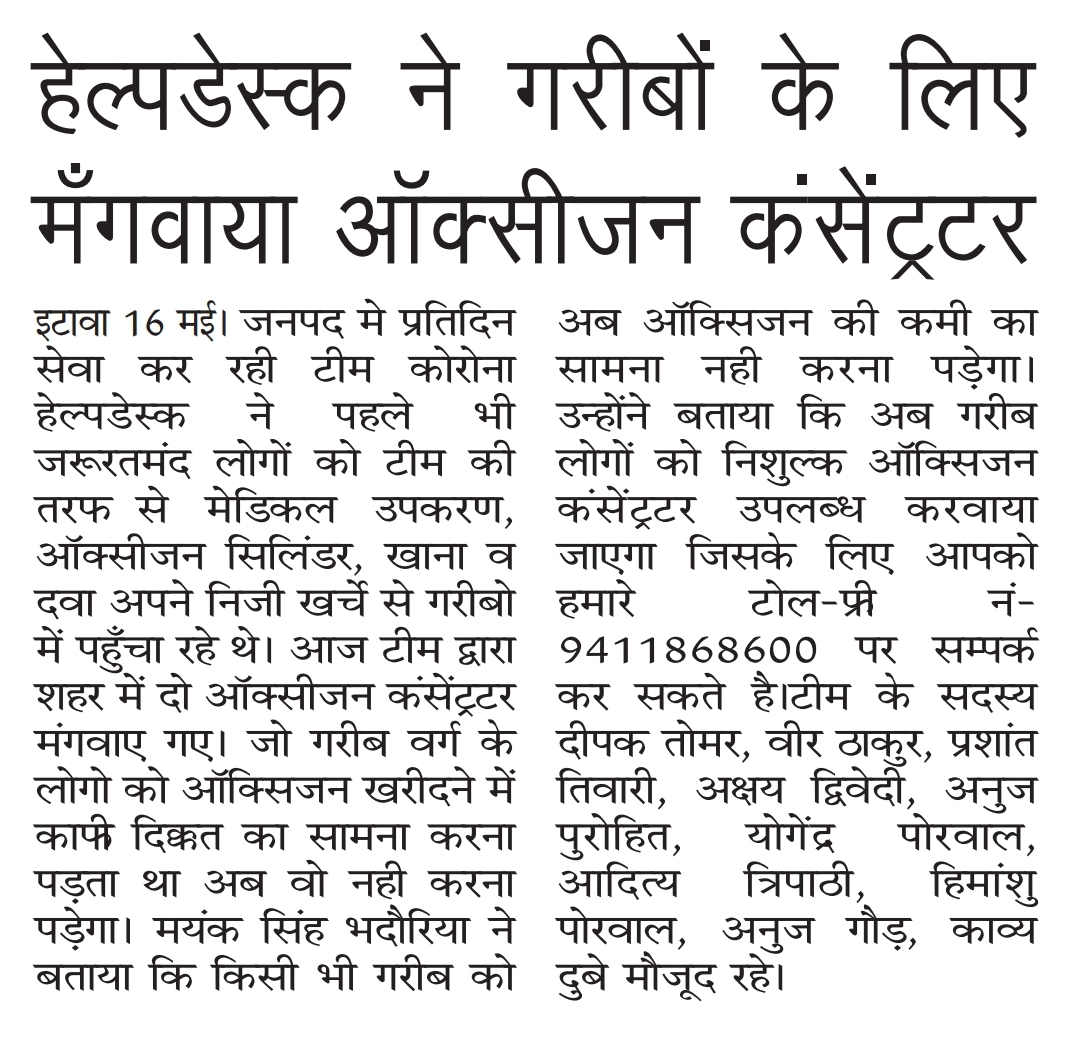 हेल्पडेस्क ने गरीबों के लिए
मँगवाया ऑक्सीजन कंसेंट्रटर
इटावा 16 मई। जनपद मे प्रतिदिन
सेवा कर रही टीम कोरोना
हेल्पडेस्क ने पहले भी
जरूरतमंद लोगों को टीम की
तरफ से मेडिकल उपकरण,
ऑक्सीजन सिलिंडर, खाना व
दवा अपने निजी खर्चे से गरीबो
में पहुँचा रहे थे। आज टीम द्वारा
शहर में दो ऑक्सीजन कंसेंट्रटर
मंगवाए गए। जो गरीब वर्ग के
लोगो को ऑक्सिजन खरीदने में
काफी दिक्कत का सामना करना
पड़ता था अब वो नही करना
पड़ेगा। मयंक सिंह भदौरिया ने
बताया कि किसी भी गरीब को
अब ऑक्सिजन की कमी का
सामना नही करना पड़ेगा।
उन्होंने बताया कि अब गरीब
लोगों को निशुल्क ऑक्सिजन
कंसेंट्रटर उपलब्ध करवाया
जाएगा जिसके लिए आपको
हमारे टोल-फ्री नं-
9411868600 पर सम्पर्क
कर सकते है।टीम के सदस्य
दीपक तोमर, वीर ठाकुर, प्रशांत
तिवारी, अक्षय द्विवेदी, अनुज
पुरोहित, योगेंद्र पोरवाल,
आदित्य त्रिपाठी, हिमांशु
पोरवाल, अनुज गौड़, काव्य
दुबे मौजूद रहे।